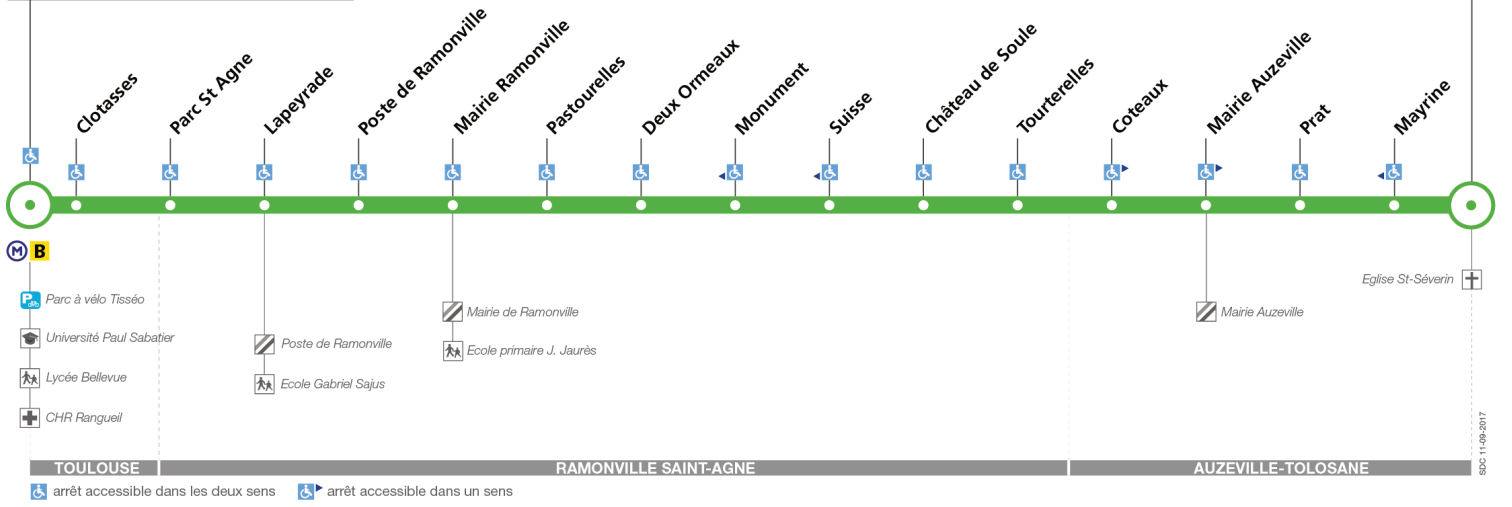 Clotasses
Parc St Agne
Lapeyrade
Poste de Ramonville
Mairie Ramonville
Pastourelles
Deux Ormeaux
Monument
Suisse
Château de Soule
Tourterelles
Coteaux
Mairie Auzeville
Prat
Mayrine
M B
Parc à vélo Tisséo
Université Paul Sabatier
Lycée Bellevue
CHR Rangueil
Poste de Ramonville
Ecole Gabriel Sajus
Mairie de Ramonville
Ecole primaire J. Jaurès
Mairie Auzeville
Eglise St-Séverin
SDC 11-09-2017
TOULOUSE
RAMONVILLE SAINT-AGNE
AUZEVILLE-TOLOSANE
arrêt accessible dans les deux sens
arrêt accessible dans un sens